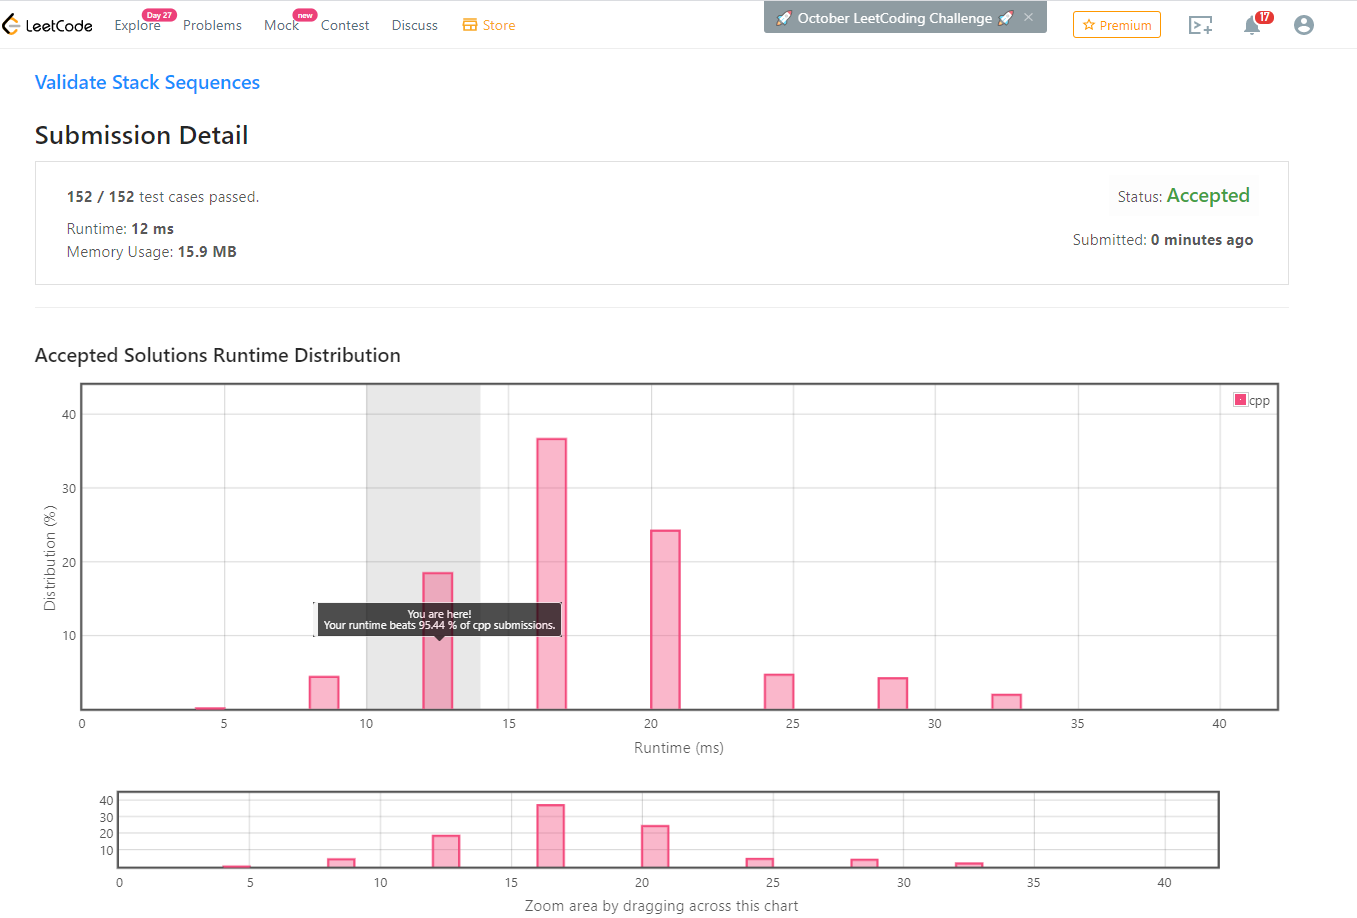 LeetCode
Explore Day 27 Problems Mock new Contest Discuss Store
October LeetCoding Challenge ×
Premium
17
Validate Stack Sequences
Submission Detail
152 / 152 test cases passed.
Status: Accepted
Runtime: 12 ms
Submitted: 0 minutes ago
Memory Usage: 15.9 MB
Accepted Solutions Runtime Distribution
cpp
40
30
20
10
Distribution (%)
You are here!
Your runtime beats 95.44 % of cpp submissions.
0 5 10 15 20 25 30 35 40
Runtime (ms)
40
30
20
10
0 5 10 15 20 25 30 35 40
Zoom area by dragging across this chart